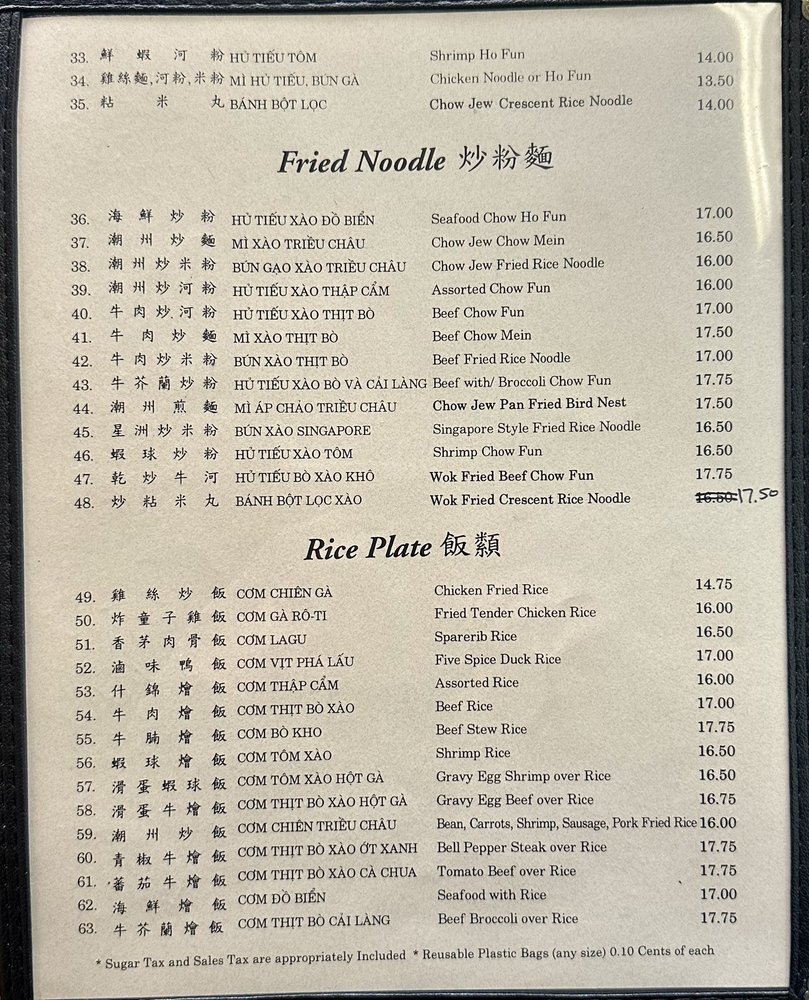 33. 鮮蝦河粉 HỦ TIẾU TÔM Shrimp Ho Fun 14.00
34. 雞絲麵,河粉,米粉 MÌ HỦ TIẾU, BÚN GÀ Chicken Noodle or Ho Fun 13.50
35. 粘米丸 BÁNH BỘT LỌC Chow Jew Crescent Rice Noodle 14.00
Fried Noodle 炒粉麵
36. 海鮮炒粉 HỦ TIẾU XÀO ĐỒ BIỂN Seafood Chow Ho Fun 17.00
37. 潮州炒麵 MÌ XÀO TRIỀU CHÂU Chow Jew Chow Mein 16.50
38. 潮州炒米粉 BÚN GẠO XÀO TRIỀU CHÂU Chow Jew Fried Rice Noodle 16.00
39. 潮州炒河粉 HỦ TIẾU XÀO THẬP CẨM Assorted Chow Fun 16.00
40. 牛肉炒河粉 HỦ TIẾU XÀO THỊT BÒ Beef Chow Fun 17.00
41. 牛肉炒麵 MÌ XÀO THỊT BÒ Beef Chow Mein 17.50
42. 牛肉炒米粉 BÚN XÀO THỊT BÒ Beef Fried Rice Noodle 17.00
43. 牛芥蘭炒粉 HỦ TIẾU XÀO BÒ VÀ CẢI LÀNG Beef with/ Broccoli Chow Fun 17.75
44. 潮州煎麵 MÌ ÁP CHẢO TRIỀU CHÂU Chow Jew Pan Fried Bird Nest 17.50
45. 星洲炒米粉 BÚN XÀO SINGAPORE Singapore Style Fried Rice Noodle 16.50
46. 蝦球炒粉 HỦ TIẾU XÀO TÔM Shrimp Chow Fun 16.50
47. 乾炒牛河 HỦ TIẾU BÒ XÀO KHÔ Wok Fried Beef Chow Fun 17.75
48. 炒粘米丸 BÁNH BỘT LỌC XÀO Wok Fried Crescent Rice Noodle 16.50 17.50
Rice Plate 飯類
49. 雞絲炒飯 CƠM CHIÊN GÀ Chicken Fried Rice 14.75
50. 炸童子雞飯 CƠM GÀ RÔ-TI Fried Tender Chicken Rice 16.00
51. 香茅肉骨飯 CƠM LAGU Sparerib Rice 16.50
52. 滷味鴨飯 CƠM VỊT PHÁ LẤU Five Spice Duck Rice 17.00
53. 什錦燴飯 CƠM THẬP CẨM Assorted Rice 16.00
54. 牛肉燴飯 CƠM THỊT BÒ XÀO Beef Rice 17.00
55. 牛腩燴飯 CƠM BÒ KHO Beef Stew Rice 17.75
56. 蝦球燴飯 CƠM TÔM XÀO Shrimp Rice 16.50
57. 滑蛋蝦球飯 CƠM TÔM XÀO HỘT GÀ Gravy Egg Shrimp over Rice 16.50
58. 滑蛋牛燴飯 CƠM THỊT BÒ XÀO HỘT GÀ Gravy Egg Beef over Rice 16.75
59. 潮州炒飯 CƠM CHIÊN TRIỀU CHÂU Bean, Carrots, Shrimp, Sausage, Pork Fried Rice 16.00
60. 青椒牛燴飯 CƠM THỊT BÒ XÀO ỚT XANH Bell Pepper Steak over Rice 17.75
61. 蕃茄牛燴飯 CƠM THỊT BÒ XÀO CÀ CHUA Tomato Beef over Rice 17.75
62. 海鮮燴飯 CƠM ĐỒ BIỂN Seafood with Rice 17.00
63. 牛芥蘭燴飯 CƠM THỊT BÒ CẢI LÀNG Beef Broccoli over Rice 17.75
* Sugar Tax and Sales Tax are appropriately Included * Reusable Plastic Bags (any size) 0.10 Cents of each